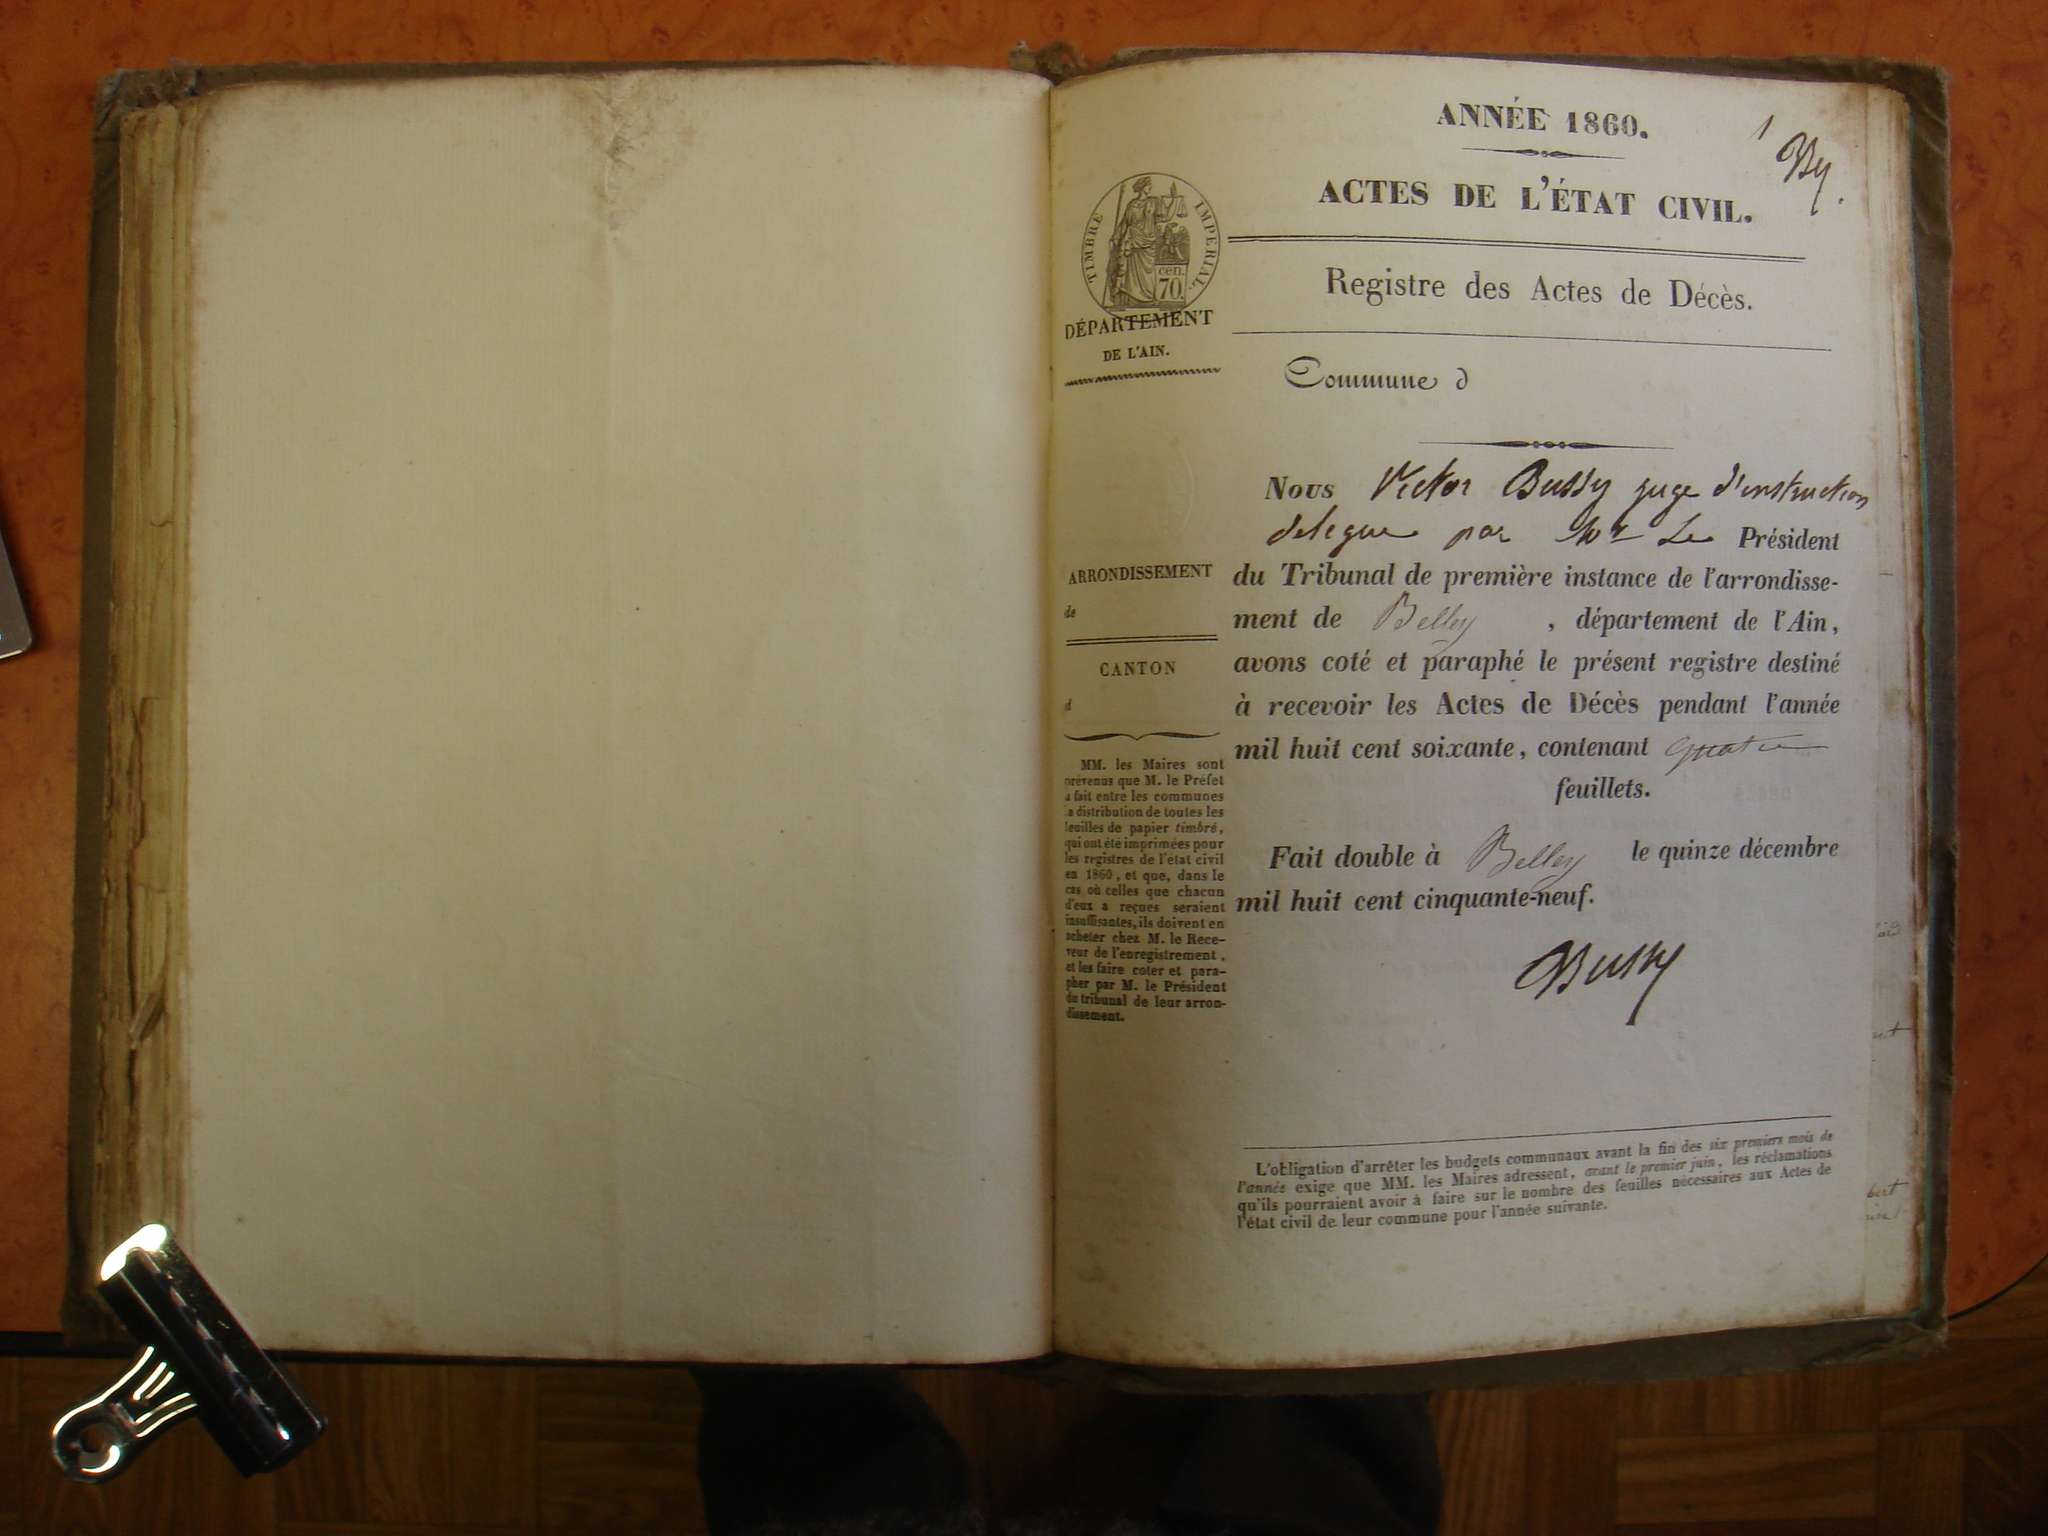 ANNÉE 1860.
1
By.
ACTES DE L'ÉTAT CIVIL.
TIMBRE IMPERIAL.
cen.
70.
DÉPARTEMENT
DE L'AIN.
Registre des Actes de Décès.
Commune d
Nous Victor Bussy juge d'instruction
délégué par Mr Le Président
du Tribunal de première instance de l'arrondisse-
ment de Belley , département de l'Ain,
avons coté et paraphé le présent registre destiné
à recevoir les Actes de Décès pendant l'année
mil huit cent soixante, contenant quatre
feuillets.
Fait double à Belley le quinze décembre
mil huit cent cinquante-neuf.
Bussy
ARRONDISSEMENT
de
CANTON
d
MM. les Maires sont
prévenus que M. le Préfet
a fait entre les communes
la distribution de toutes les
feuilles de papier timbré,
qui ont été imprimées pour
les registres de l'état civil
en 1860, et que, dans le
cas où celles que chacun
d'eux a reçues seraient
insuffisantes, ils doivent en
acheter chez M. le Rece-
veur de l'enregistrement,
et les faire coter et para-
pher par M. le Président
du tribunal de leur arron-
dissement.
L'obligation d'arrêter les budgets communaux avant la fin des six premiers mois de
l'année exige que MM. les Maires adressent, avant le premier juin, les réclamations
qu'ils pourraient avoir à faire sur le nombre des feuilles nécessaires aux Actes de
l'état civil de leur commune pour l'année suivante.